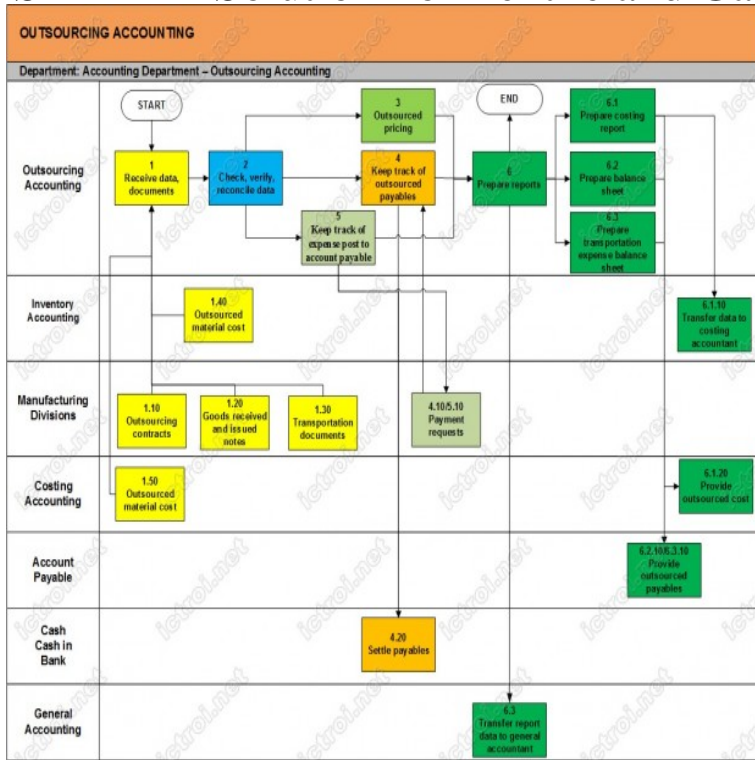 OUTSOURCING ACCOUNTING
Department: Accounting Department – Outsourcing Accounting
START
3
Outsourced
pricing
END
6.1
Prepare costing
report
Outsourcing
Accounting
1
Receive data,
documents
2
Check, verify,
reconcile data
4
Keep track of
outsourced
payables
6
Prepare reports
6.2
Prepare balance
sheet
5
Keep track of
expense post to
account payable
6.3
Prepare
transportation
expense balance
sheet
Inventory
Accounting
1.40
Outsourced
material cost
6.1.10
Transfer data to
costing
accountant
Manufacturing
Divisions
1.10
Outsourcing
contracts
1.20
Goods received
and issued
notes
1.30
Transportation
documents
4.10/5.10
Payment
requests
Costing
Accounting
1.50
Outsourced
material cost
6.1.20
Provide
outsourced cost
Account
Payable
6.2.10/6.3.10
Provide
outsourced
payables
Cash
Cash in
Bank
4.20
Settle payables
General
Accounting
6.3
Transfer report
data to general
accountant
ictroi.net